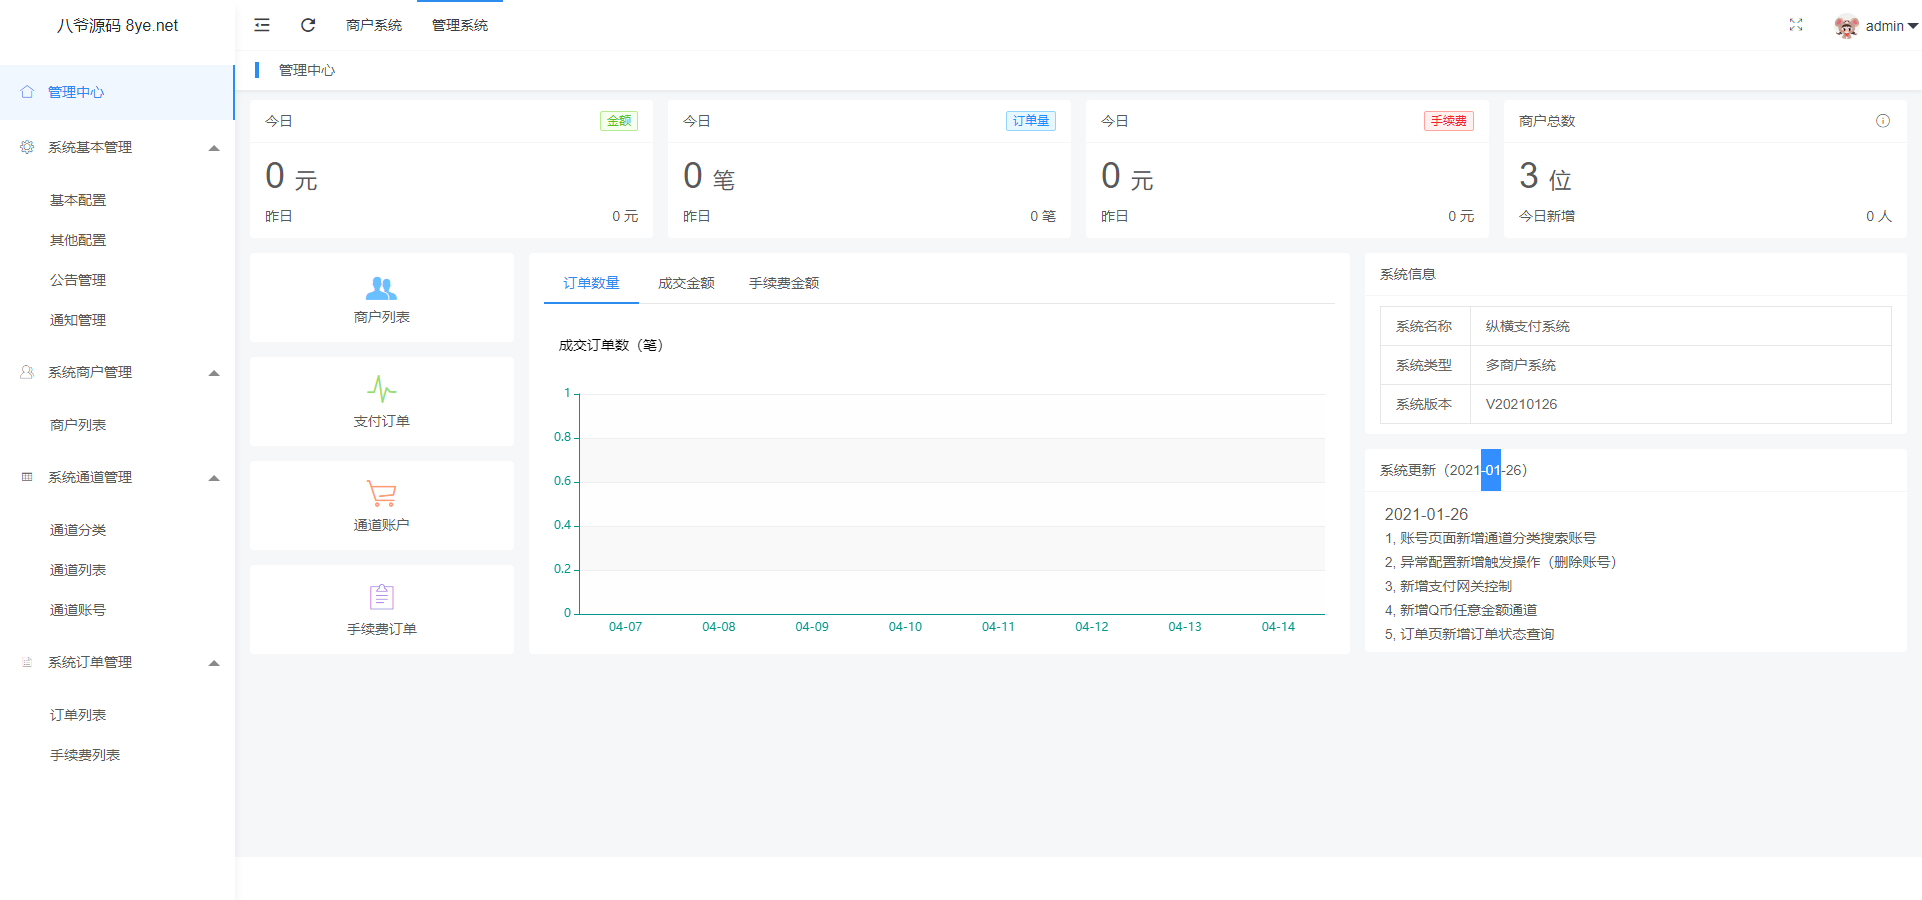 八爷源码 8ye.net
商户系统
管理系统
admin
管理中心
管理中心
系统基本管理
基本配置
其他配置
公告管理
通知管理
系统商户管理
商户列表
系统通道管理
通道分类
通道列表
通道账号
系统订单管理
订单列表
手续费列表
今日 金额
0 元
昨日 0 元
今日 订单量
0 笔
昨日 0 笔
今日 手续费
0 元
昨日 0 元
商户总数
3 位
今日新增 0 人
商户列表
支付订单
通道账户
手续费订单
订单数量 成交金额 手续费金额
成交订单数（笔）
1
0.8
0.6
0.4
0.2
0
04-07 04-08 04-09 04-10 04-11 04-12 04-13 04-14
系统信息
系统名称 纵横支付系统
系统类型 多商户系统
系统版本 V20210126
系统更新（2021-01-26）
2021-01-26
1, 账号页面新增通道分类搜索账号
2, 异常配置新增触发操作（删除账号）
3, 新增支付网关控制
4, 新增Q币任意金额通道
5, 订单页新增订单状态查询